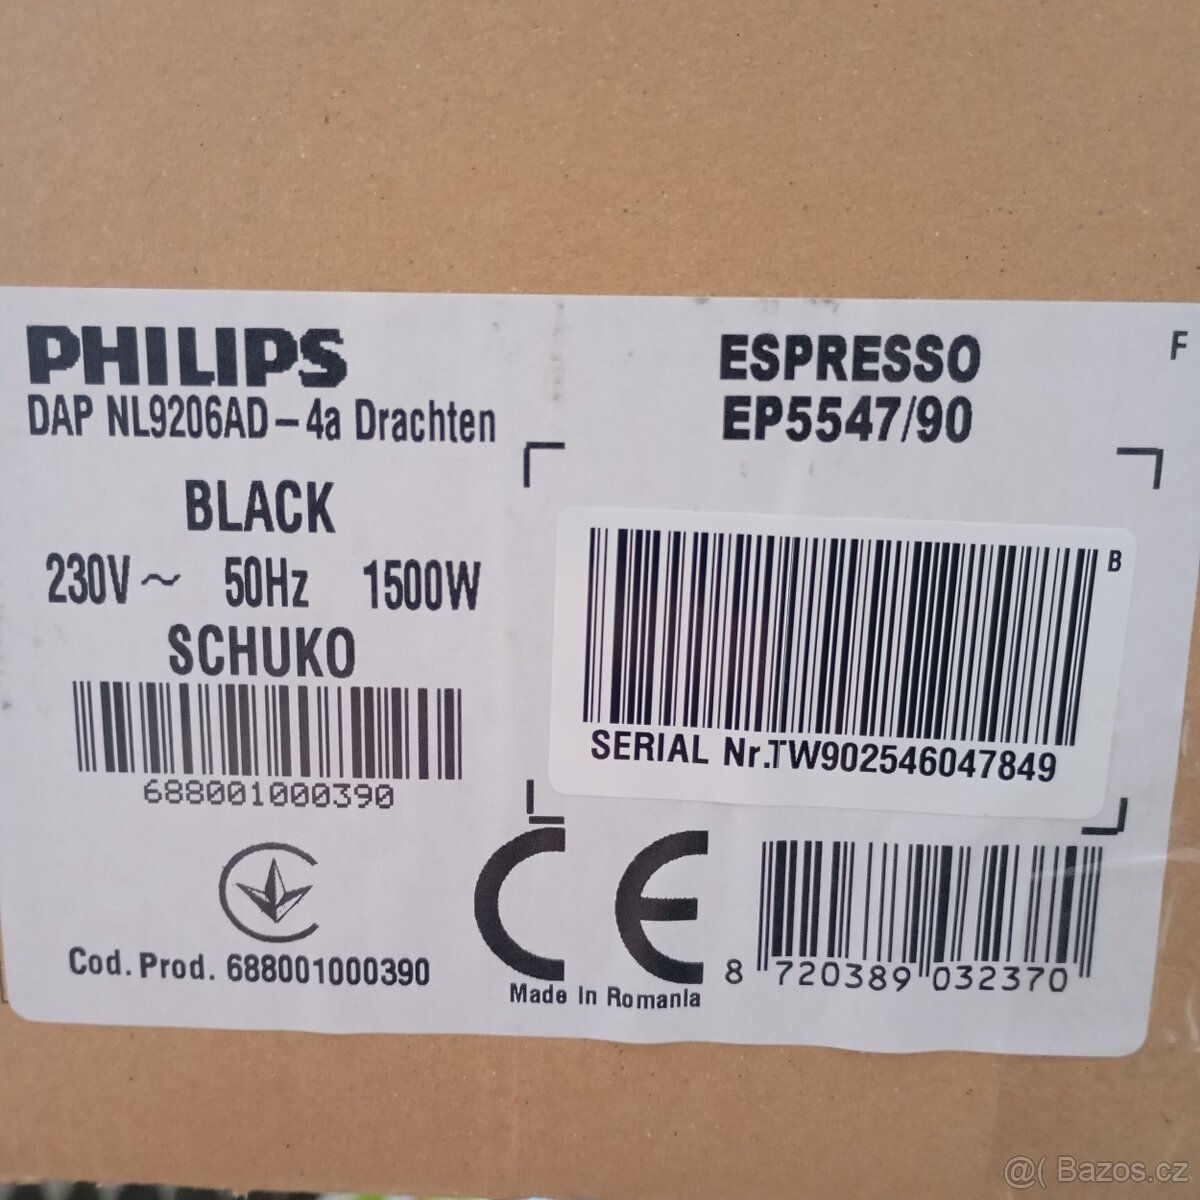 PHILIPS
DAP NL9206AD-4a Drachten
BLACK
230V ~ 50Hz 1500W
SCHUKO
688001000390
Cod. Prod. 688001000390
ESPRESSO
EP5547/90
F
B
SERIAL Nr.TW902546047849
CE
Made in Romania
8 720389 032370
@( Bazos.cz